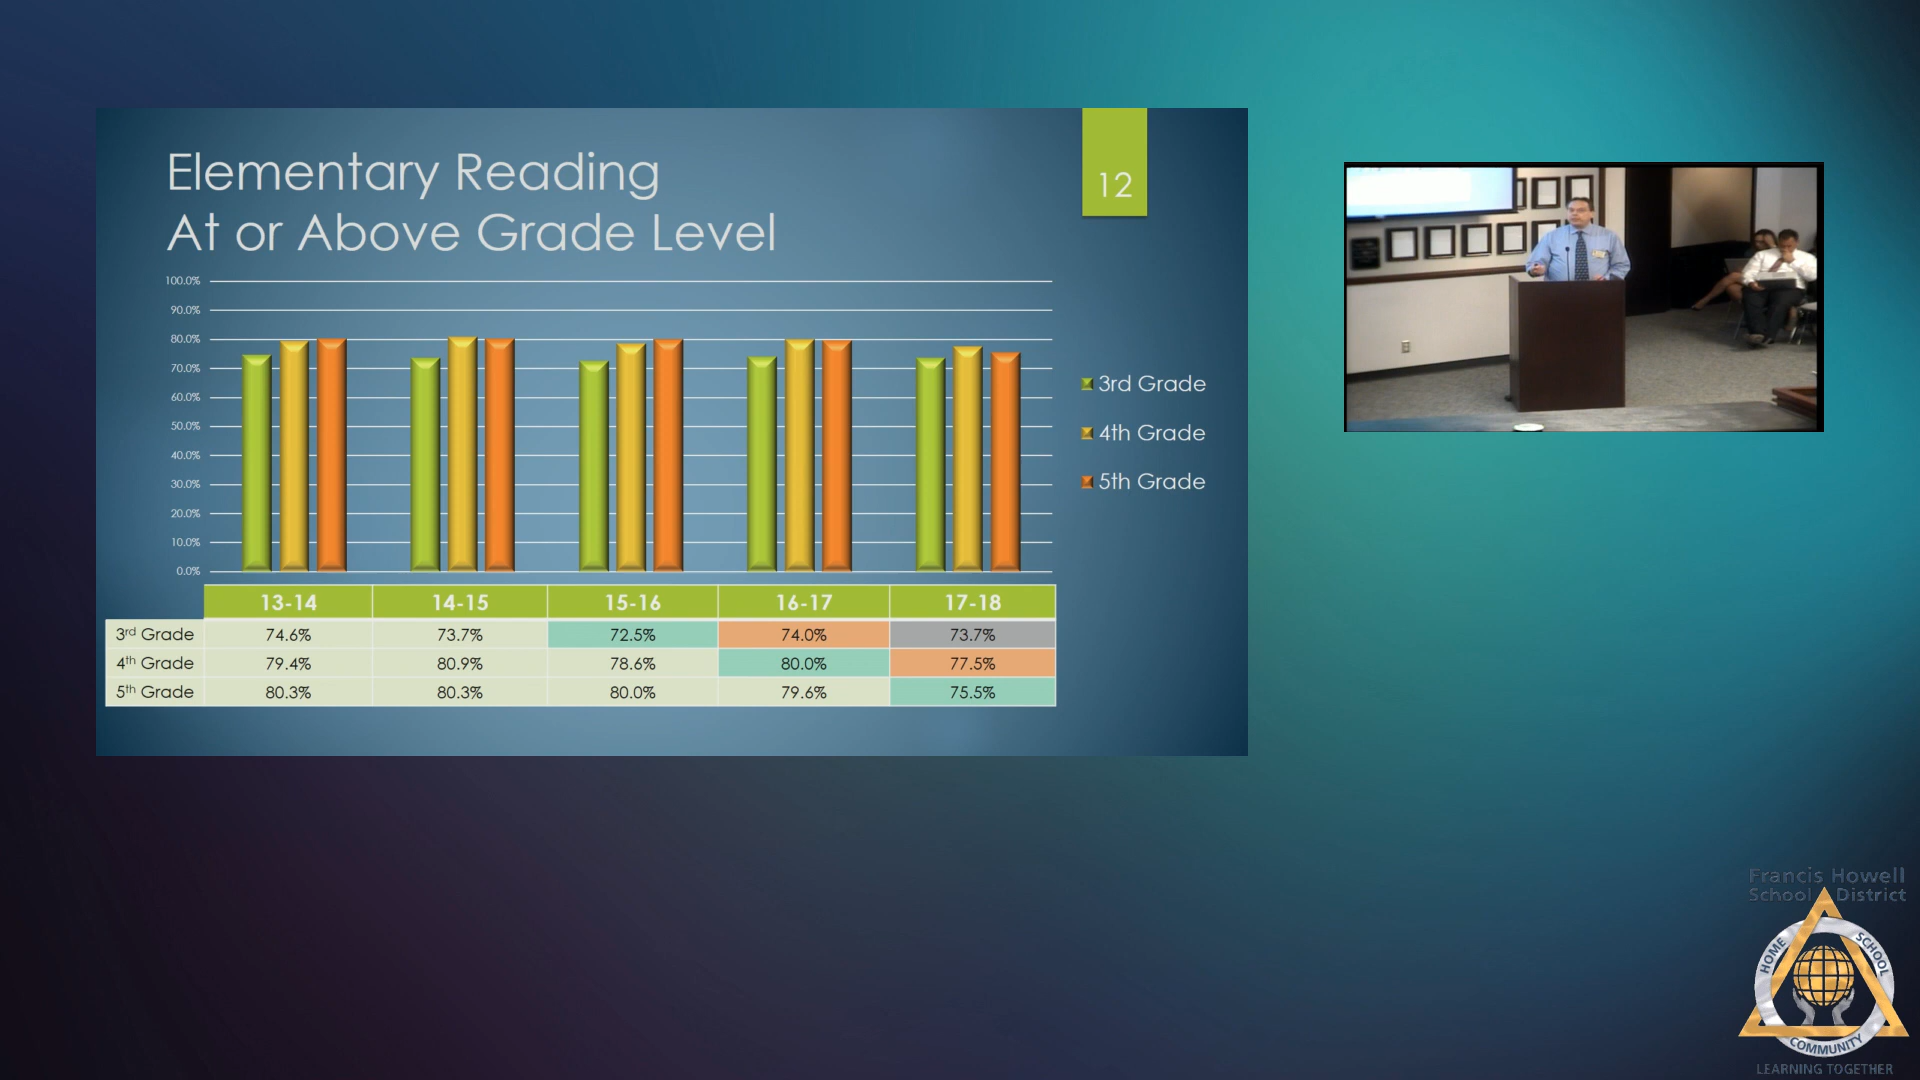 Elementary Reading
At or Above Grade Level
12
100.0%
90.0%
80.0%
70.0%
60.0%
50.0%
40.0%
30.0%
20.0%
10.0%
0.0%
3rd Grade
4th Grade
5th Grade
13-14 14-15 15-16 16-17 17-18
3rd Grade 74.6% 73.7% 72.5% 74.0% 73.7%
4th Grade 79.4% 80.9% 78.6% 80.0% 77.5%
5th Grade 80.3% 80.3% 80.0% 79.6% 75.5%
Francis Howell
School District
HOME
SCHOOL
COMMUNITY
LEARNING TOGETHER